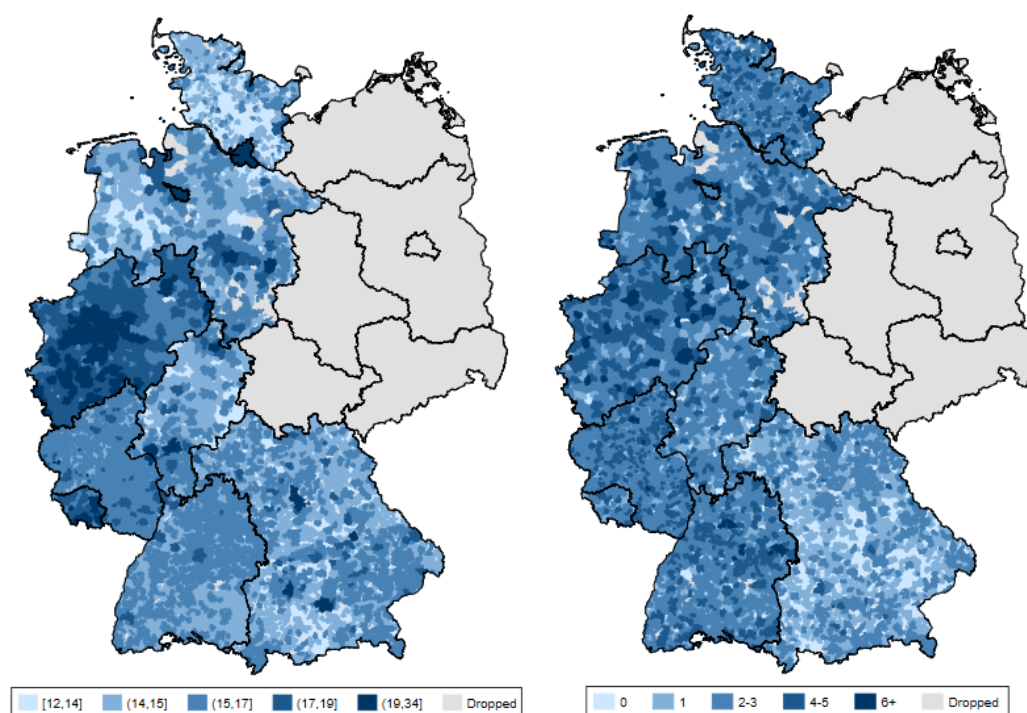 [12,14] (14,15] (15,17] (17,19] (19,34] Dropped
0 1 2-3 4-5 6+ Dropped